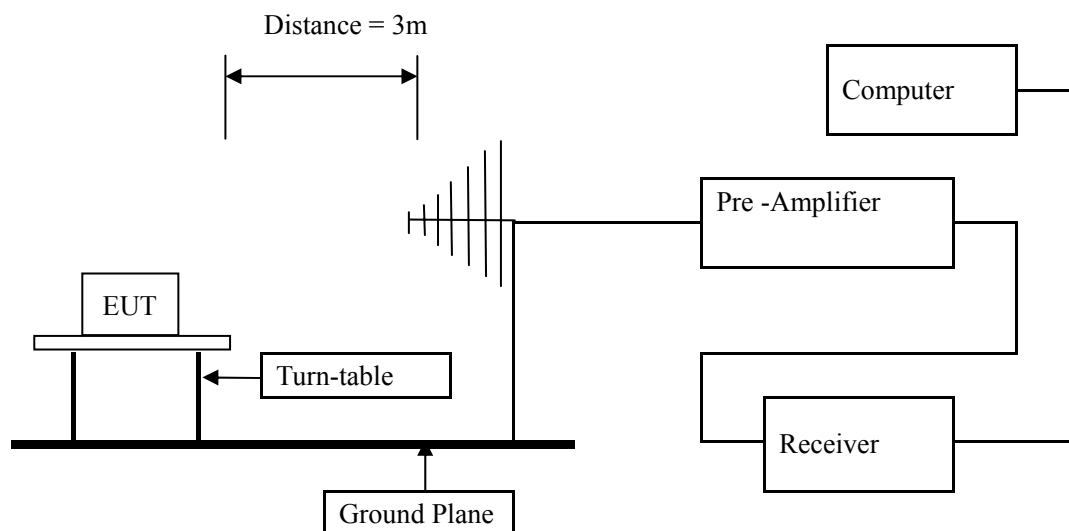 Distance = 3m
Computer
Pre -Amplifier
EUT
Turn-table
Receiver
Ground Plane